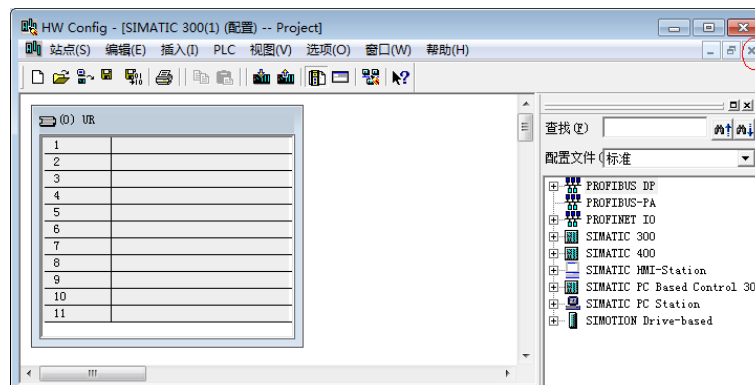 HW Config - [SIMATIC 300(1) (配置) -- Project]
站点(S) 编辑(E) 插入(I) PLC 视图(V) 选项(O) 窗口(W) 帮助(H)
(0) UR
1
2
3
4
5
6
7
8
9
10
11
查找(F)
配置文件( 标准
PROFIBUS DP
PROFIBUS-PA
PROFINET IO
SIMATIC 300
SIMATIC 400
SIMATIC HMI-Station
SIMATIC PC Based Control 30
SIMATIC PC Station
SIMOTION Drive-based